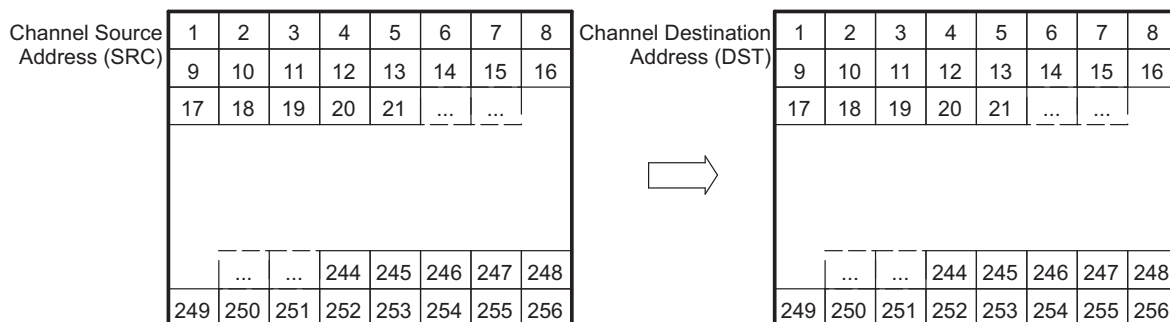 Channel Source
Address (SRC)
1 2 3 4 5 6 7 8
9 10 11 12 13 14 15 16
17 18 19 20 21 ... ...
... ... 244 245 246 247 248
249 250 251 252 253 254 255 256
Channel Destination
Address (DST)
1 2 3 4 5 6 7 8
9 10 11 12 13 14 15 16
17 18 19 20 21 ... ...
... ... 244 245 246 247 248
249 250 251 252 253 254 255 256